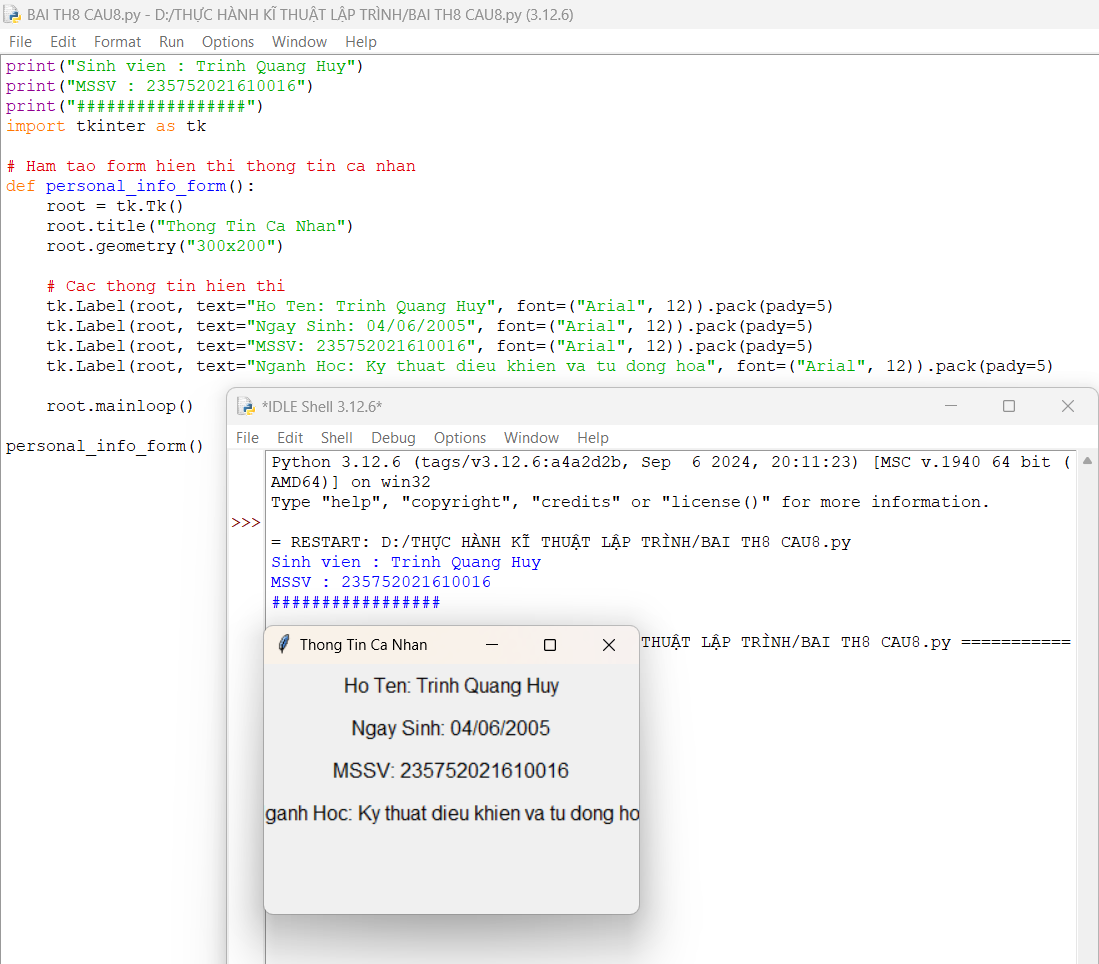 BAI TH8 CAU8.py - D:/THỰC HÀNH KĨ THUẬT LẬP TRÌNH/BAI TH8 CAU8.py (3.12.6)
File Edit Format Run Options Window Help
print("Sinh vien : Trinh Quang Huy")
print("MSSV : 235752021610016")
print("#################")
import tkinter as tk
# Ham tao form hien thi thong tin ca nhan
def personal_info_form():
    root = tk.Tk()
    root.title("Thong Tin Ca Nhan")
    root.geometry("300x200")
    # Cac thong tin hien thi
    tk.Label(root, text="Ho Ten: Trinh Quang Huy", font=("Arial", 12)).pack(pady=5)
    tk.Label(root, text="Ngay Sinh: 04/06/2005", font=("Arial", 12)).pack(pady=5)
    tk.Label(root, text="MSSV: 235752021610016", font=("Arial", 12)).pack(pady=5)
    tk.Label(root, text="Nganh Hoc: Ky thuat dieu khien va tu dong hoa", font=("Arial", 12)).pack(pady=5)
    root.mainloop()
personal_info_form()
*IDLE Shell 3.12.6*
File Edit Shell Debug Options Window Help
Python 3.12.6 (tags/v3.12.6:a4a2d2b, Sep  6 2024, 20:11:23) [MSC v.1940 64 bit (
AMD64)] on win32
Type "help", "copyright", "credits" or "license()" for more information.
>>>
= RESTART: D:/THỰC HÀNH KĨ THUẬT LẬP TRÌNH/BAI TH8 CAU8.py
Sinh vien : Trinh Quang Huy
MSSV : 235752021610016
#################
THUẬT LẬP TRÌNH/BAI TH8 CAU8.py ===========
Thong Tin Ca Nhan
Ho Ten: Trinh Quang Huy
Ngay Sinh: 04/06/2005
MSSV: 235752021610016
ganh Hoc: Ky thuat dieu khien va tu dong ho